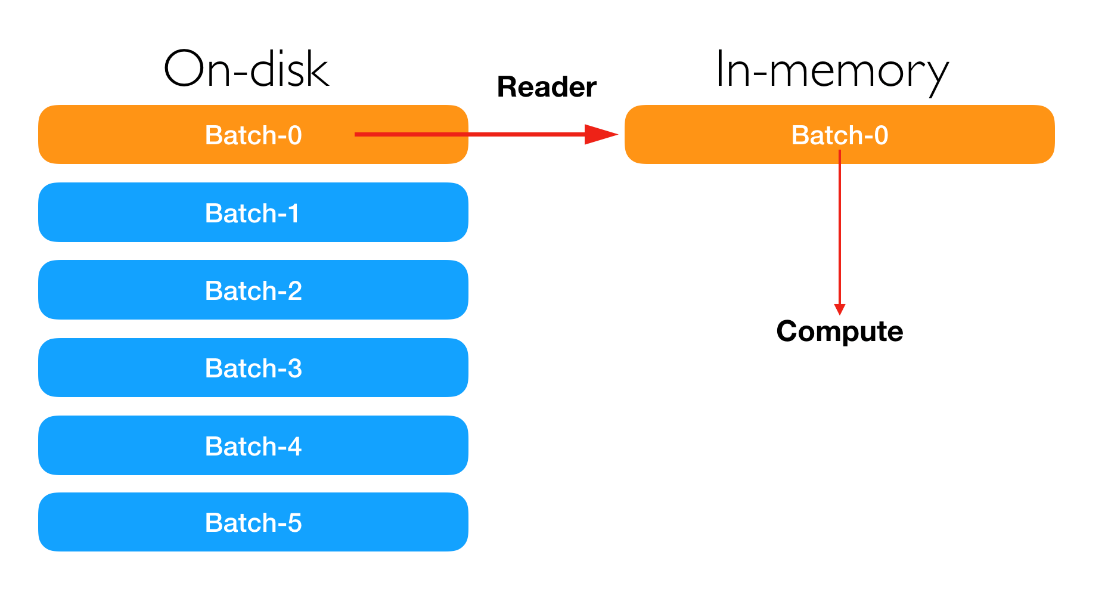 On-disk
Reader
In-memory
Batch-0
Batch-0
Batch-1
Batch-2
Batch-3
Compute
Batch-4
Batch-5